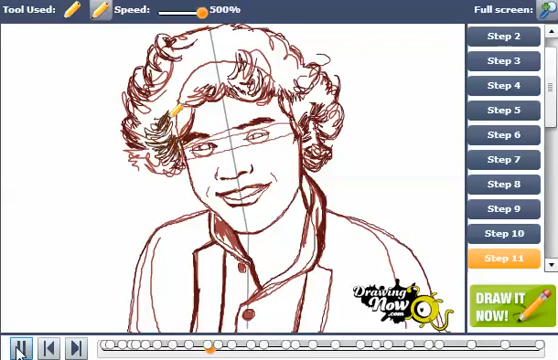 Tool Used:
Speed: 500%
Full screen:
Step 2
Step 3
Step 4
Step 5
Step 6
Step 7
Step 8
Step 9
Step 10
Step 11
DRAW IT
NOW!
Drawing
Now.com